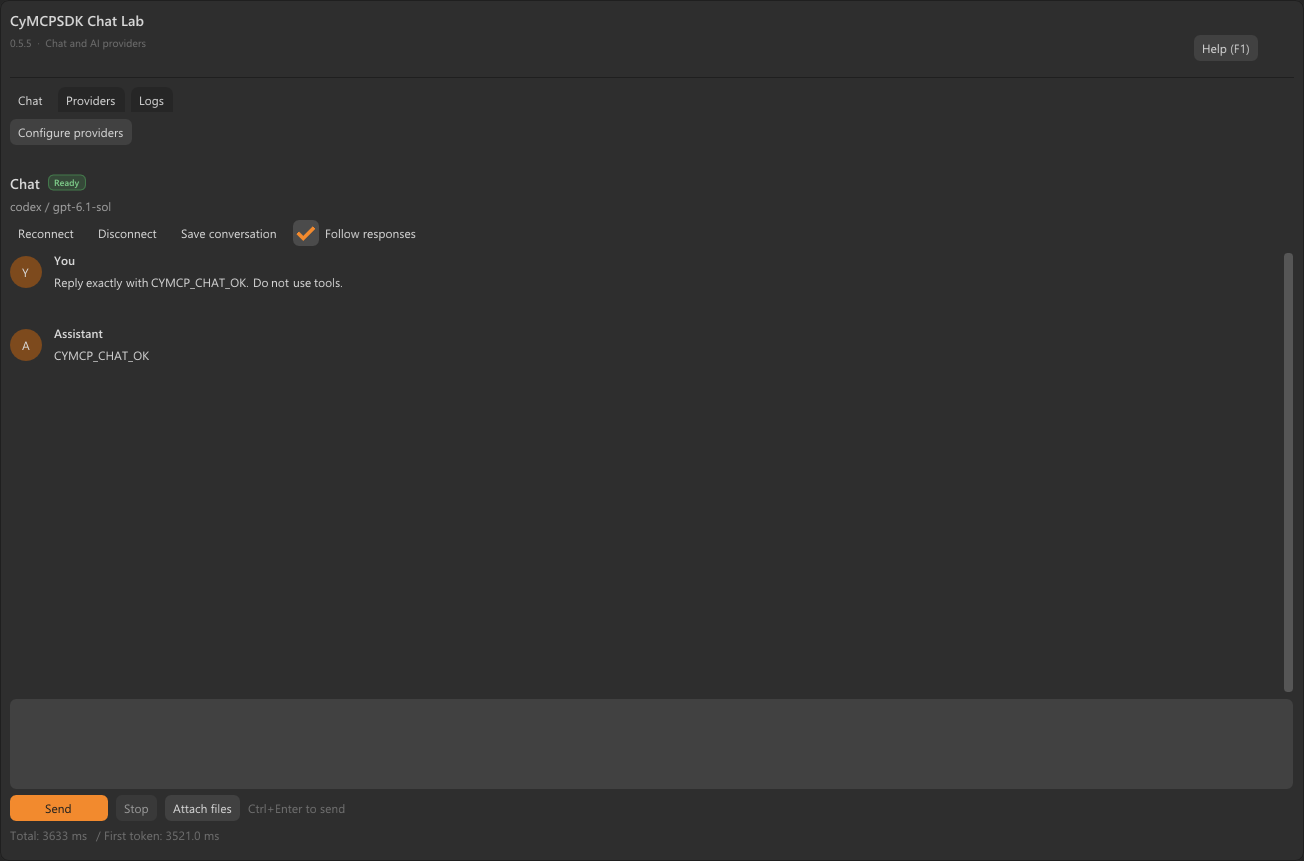 CyMCPSDK Chat Lab
0.5.5 · Chat and AI providers
Help (F1)
Chat Providers Logs
Configure providers
Chat Ready
codex / gpt-6.1-sol
Reconnect Disconnect Save conversation Follow responses
Y
You
Reply exactly with CYMCP_CHAT_OK. Do not use tools.
A
Assistant
CYMCP_CHAT_OK
Send Stop Attach files Ctrl+Enter to send
Total: 3633 ms / First token: 3521.0 ms